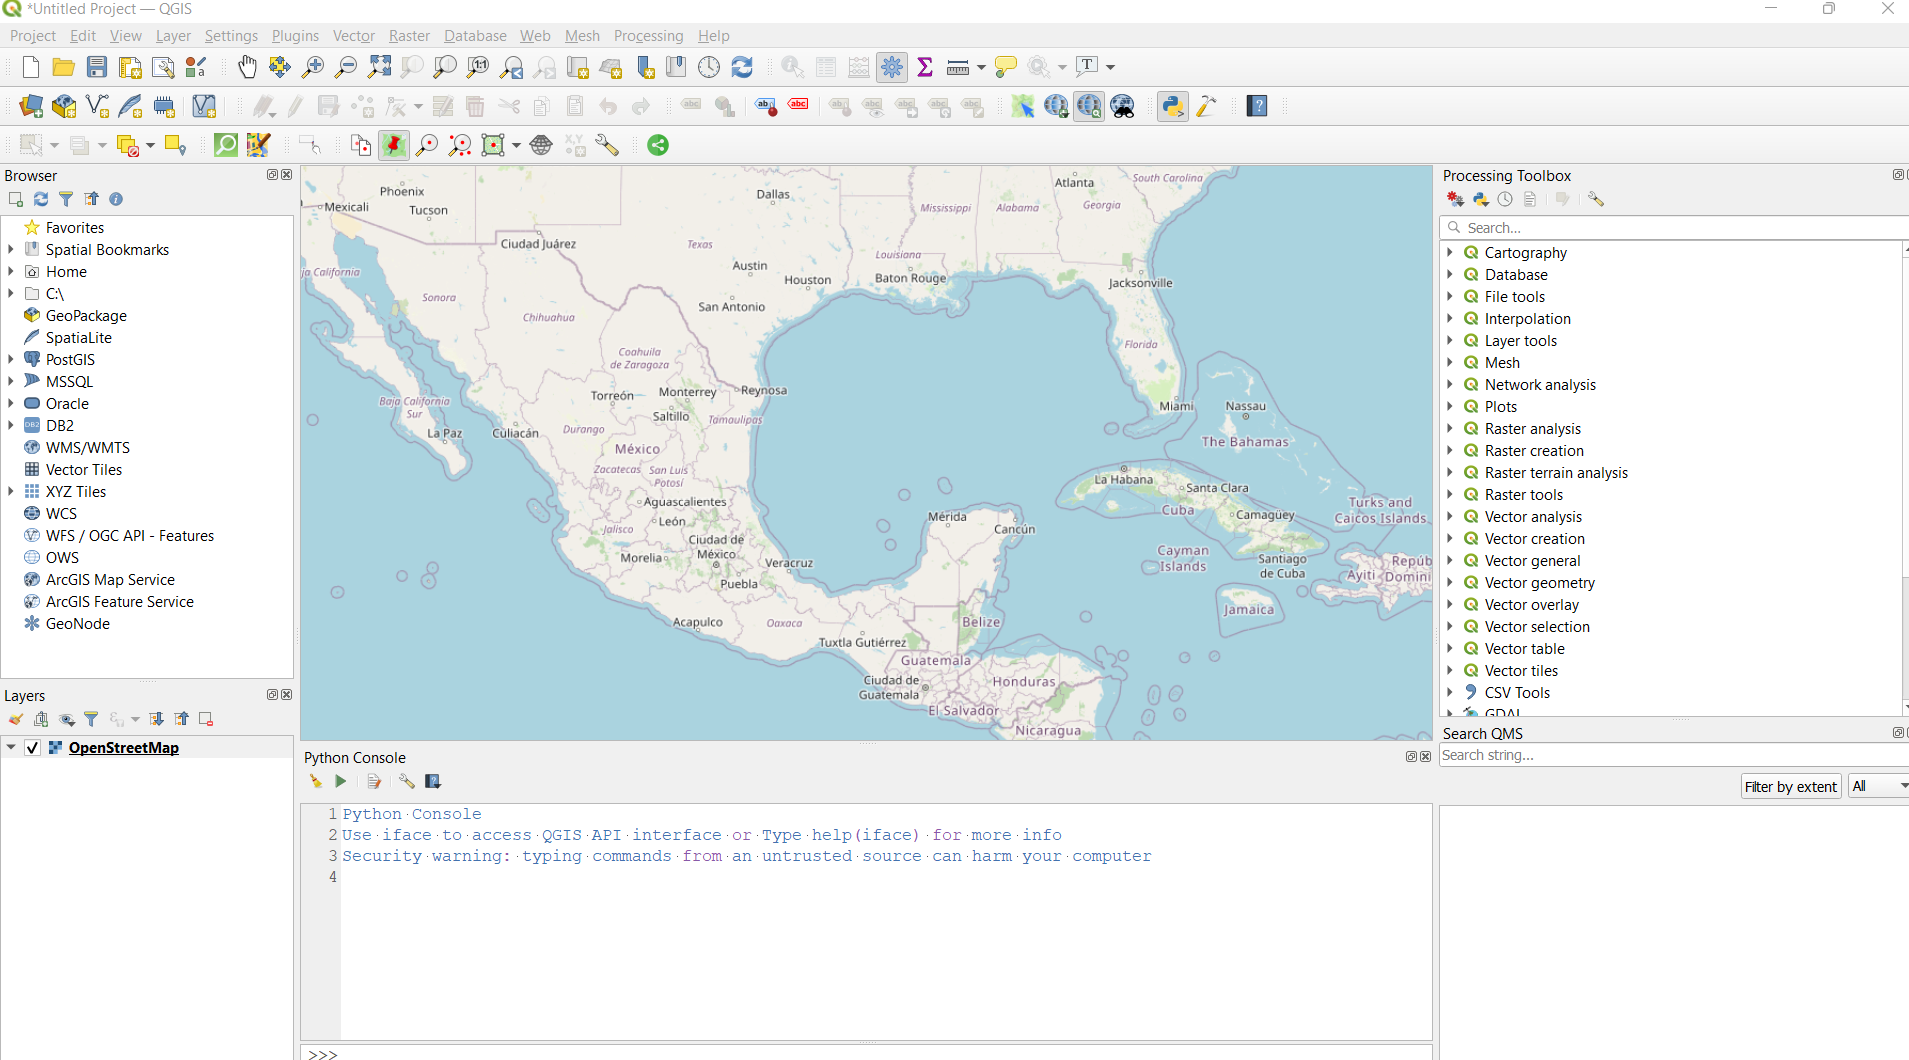 *Untitled Project — QGIS
Project Edit View Layer Settings Plugins Vector Raster Database Web Mesh Processing Help
Browser
Favorites
Spatial Bookmarks
Home
C:\
GeoPackage
SpatiaLite
PostGIS
MSSQL
Oracle
DB2
WMS/WMTS
Vector Tiles
XYZ Tiles
WCS
WFS / OGC API - Features
OWS
ArcGIS Map Service
ArcGIS Feature Service
GeoNode
Layers
OpenStreetMap
Phoenix
Mexicali
Tucson
Dallas
Atlanta
South Carolina
Mississippi
Alabama
Georgia
Ciudad Juárez
Texas
Louisiana
Austin
Houston
Baton Rouge
Jacksonville
ja California
Sonora
San Antonio
Chihuahua
Coahuila
de Zaragoza
Florida
Torreón
Monterrey
Reynosa
Saltillo
Tamaulipas
Baja California
Sur
Miami
Nassau
La Paz
Culiacán
Durango
México
The Bahamas
Zacatecas
San Luis
Potosí
La Habana
Santa Clara
Aguascalientes
Cuba
Camagüey
Turks and
Caicos Islands
León
Jalisco
Mérida
Cancún
Ciudad de
México
Morelia
Veracruz
Puebla
Cayman
Islands
Santiago
de Cuba
Ayiti
Repúb
Domini
Jamaica
Acapulco
Oaxaca
Belize
Tuxtla Gutiérrez
Guatemala
Ciudad de
Guatemala
Honduras
El Salvador
Nicaragua
Python Console
1 Python Console
2 Use iface to access QGIS API interface or Type help(iface) for more info
3 Security warning: typing commands from an untrusted source can harm your computer
4
>>>
Processing Toolbox
Search...
Cartography
Database
File tools
Interpolation
Layer tools
Mesh
Network analysis
Plots
Raster analysis
Raster creation
Raster terrain analysis
Raster tools
Vector analysis
Vector creation
Vector general
Vector geometry
Vector overlay
Vector selection
Vector table
Vector tiles
CSV Tools
GDAL
Search QMS
Search string...
Filter by extent
All